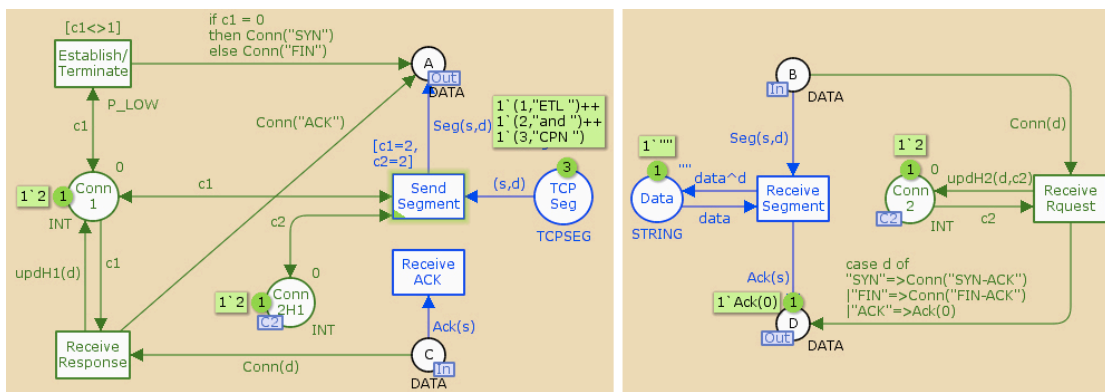 [c1<>1]
Establish/
Terminate
if c1 = 0
then Conn("SYN")
else Conn("FIN")
A
Out
DATA
P_LOW
c1
Conn("ACK")
Seg(s,d)
1`(1,"ETL ")++
1`(2,"and ")++
1`(3,"CPN ")
3
[c1=2,
c2=2]
0
Conn
1
1`2
1
INT
c1
Send
Segment
(s,d)
TCP
Seg
TCPSEG
c2
Receive
ACK
updH1(d)
c1
0
Conn
2H1
1`2
1
C2
INT
Ack(s)
Receive
Response
Conn(d)
C
In
DATA
B
In
DATA
Seg(s,d)
Conn(d)
1`""
1
""
Data
STRING
data^d
data
Receive
Segment
1`2
1
0
Conn
2
C2
INT
updH2(d,c2)
c2
Receive
Rquest
Ack(s)
case d of
"SYN"=>Conn("SYN-ACK")
|"FIN"=>Conn("FIN-ACK")
|"ACK"=>Ack(0)
1`Ack(0)
1
D
Out
DATA